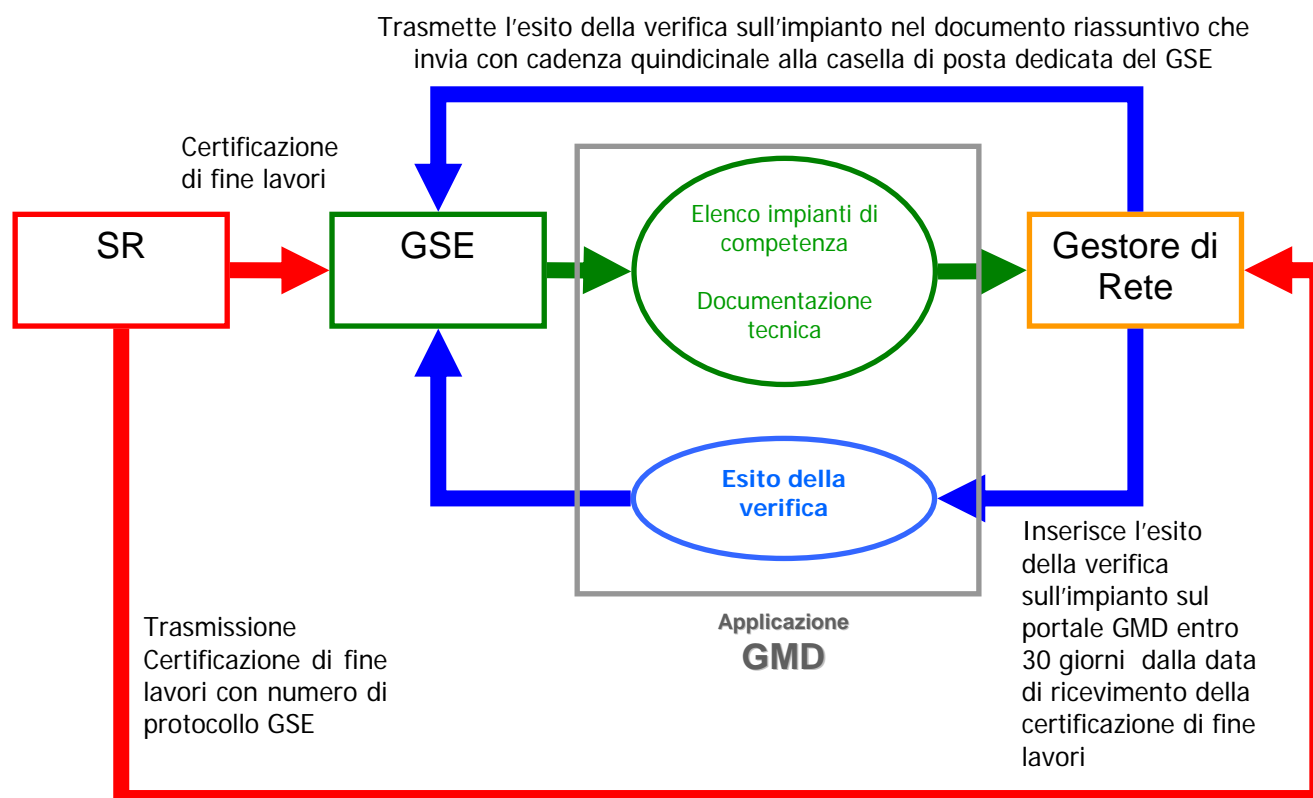 Trasmette l’esito della verifica sull’impianto nel documento riassuntivo che
invia con cadenza quindicinale alla casella di posta dedicata del GSE
Certificazione
di fine lavori
SR
GSE
Elenco impianti di
competenza
Documentazione
tecnica
Gestore di
Rete
Esito della
verifica
Applicazione
GMD
Trasmissione
Certificazione di fine
lavori con numero di
protocollo GSE
Inserisce l’esito
della verifica
sull’impianto sul
portale GMD entro
30 giorni dalla data
di ricevimento della
certificazione di fine
lavori